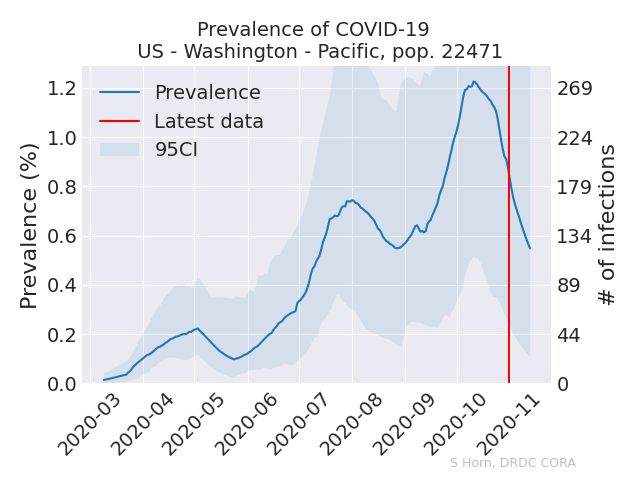 Prevalence of COVID-19
US - Washington - Pacific, pop. 22471
Prevalence
Latest data
95CI
Prevalence (%)
1.2
1.0
0.8
0.6
0.4
0.2
0.0
269
224
179
134
89
44
0
# of infections
2020-03
2020-04
2020-05
2020-06
2020-07
2020-08
2020-09
2020-10
2020-11
S Horn, DRDC CORA